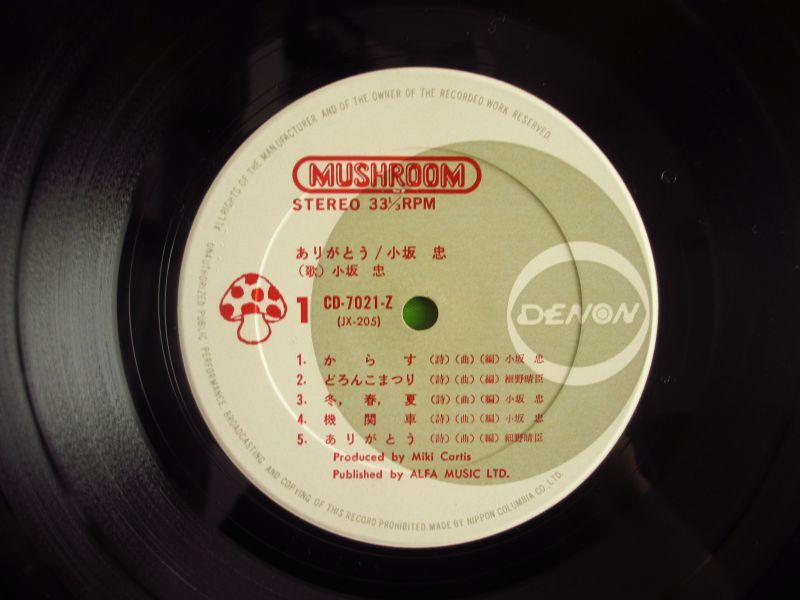 ALL RIGHTS OF THE MANUFACTURER AND OF THE OWNER OF THE RECORDED WORK RESERVED.
UNAUTHORIZED PUBLIC PERFORMANCE BROADCASTING AND COPYING OF THIS RECORD PROHIBITED. MADE BY NIPPON COLUMBIA CO., LTD.
MUSHROOM
STEREO 33⅓RPM
ありがとう/小坂 忠
(歌)小坂 忠
1 CD-7021-Z
(JX-205)
DENON
1. からす (詩)(曲)(編)小坂 忠
2. どろんこまつり (詩)(曲)(編)細野晴臣
3. 冬,春,夏 (詩)(曲)(編)小坂 忠
4. 機関車 (詩)(曲)(編)小坂 忠
5. ありがとう (詩)(曲)(編)細野晴臣
Produced by Miki Cartis
Published by ALFA MUSIC LTD.